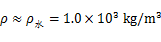 ρ ≈ ρ水 = 1.0 × 10³ kg/m³